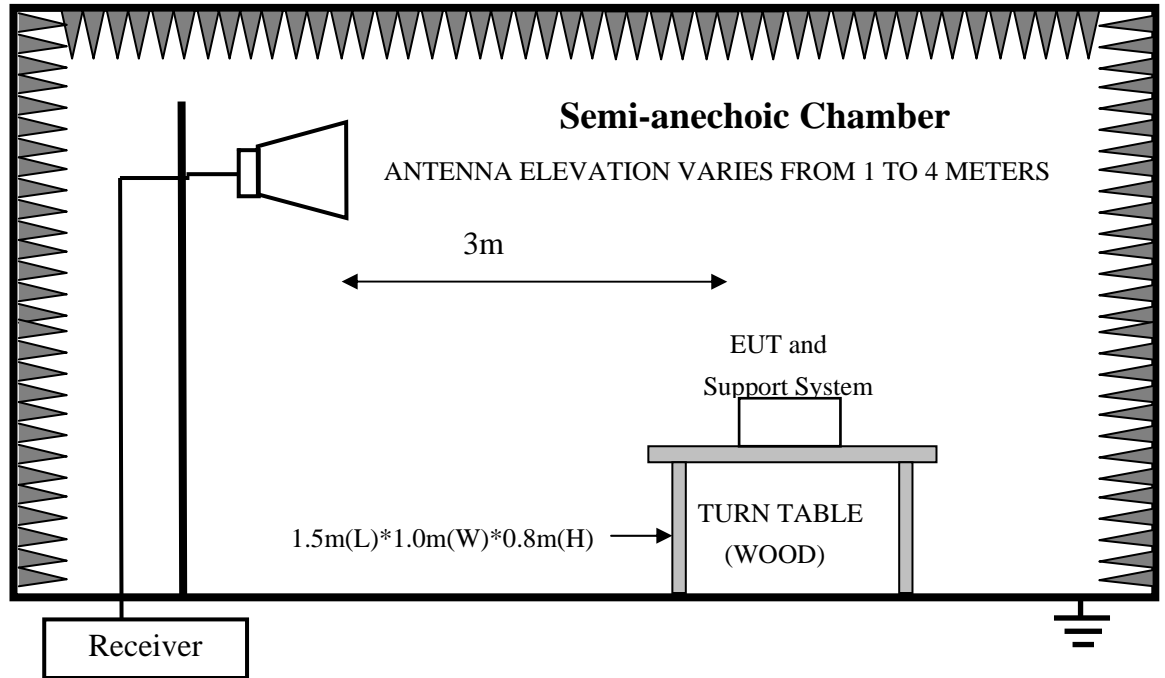 Semi-anechoic Chamber
ANTENNA ELEVATION VARIES FROM 1 TO 4 METERS
3m
EUT and
Support System
TURN TABLE
1.5m(L)*1.0m(W)*0.8m(H)
(WOOD)
Receiver